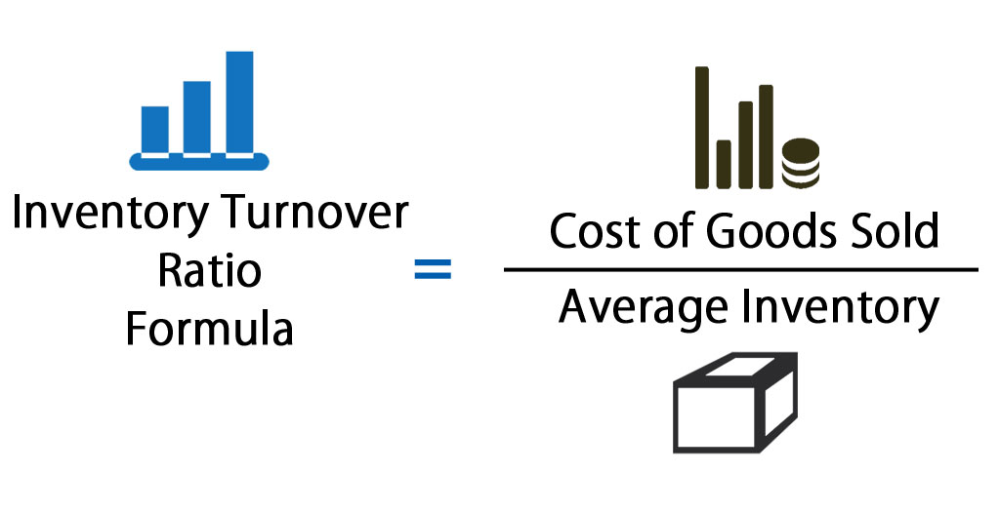 Inventory Turnover
Ratio
Formula
=
Cost of Goods Sold
Average Inventory